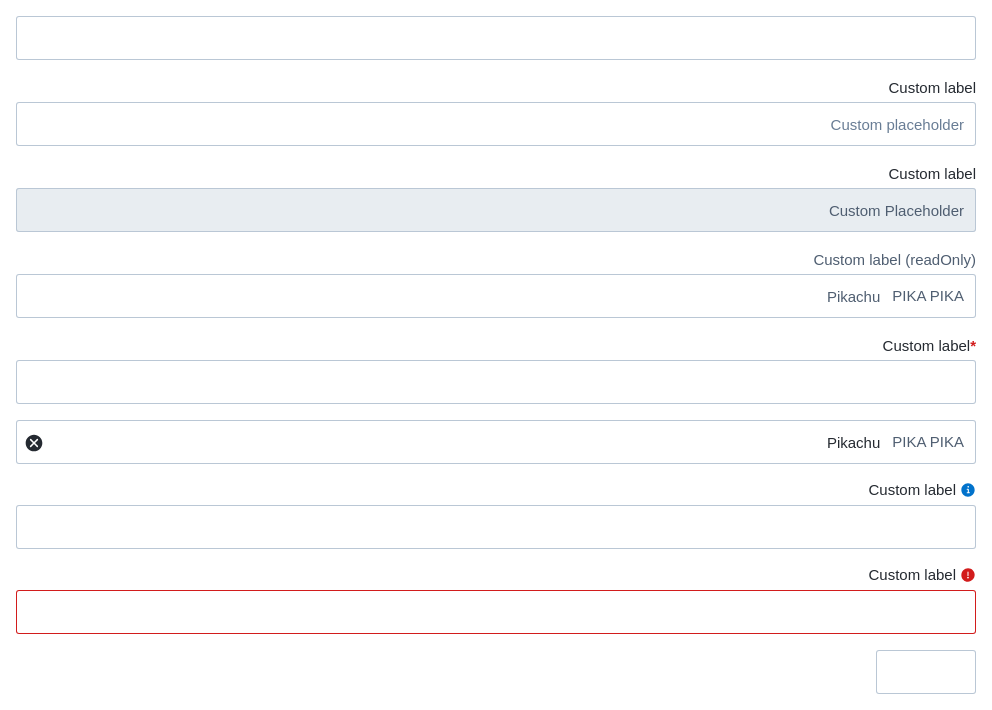 Custom label
Custom placeholder
Custom label
Custom Placeholder
Custom label (readOnly)
Pikachu PIKA PIKA
Custom label*
Pikachu PIKA PIKA
Custom label
Custom label